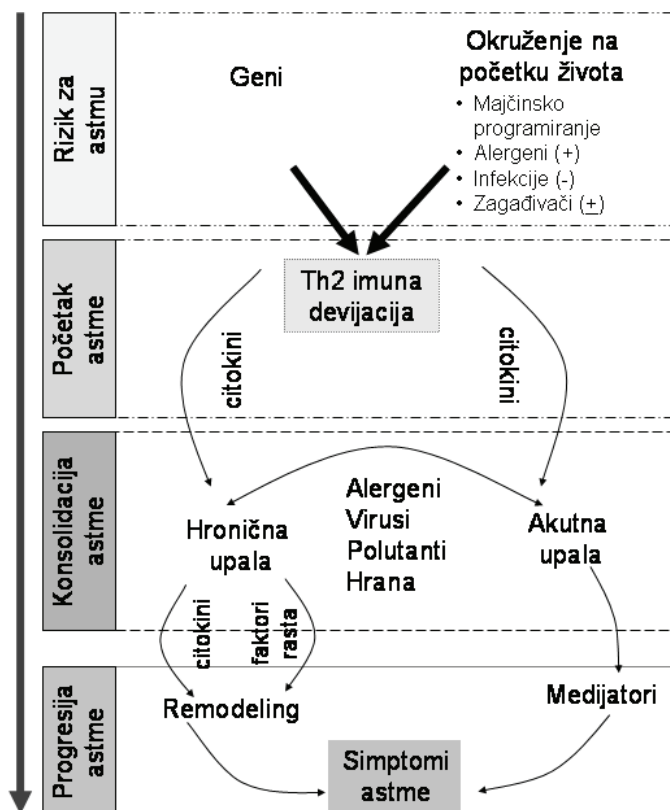 Rizik za
astmu
Geni
Okruženje na
početku života
• Majčinsko
programiranje
• Alergeni (+)
• Infekcije (-)
• Zagađivači (±)
Početak
astme
Th2 imuna
devijacija
citokini
citokini
Konsolidacija
astme
Hronična
upala
Alergeni
Virusi
Polutanti
Hrana
Akutna
upala
citokini
faktori
rasta
Progresija
astme
Remodeling
Medijatori
Simptomi
astme